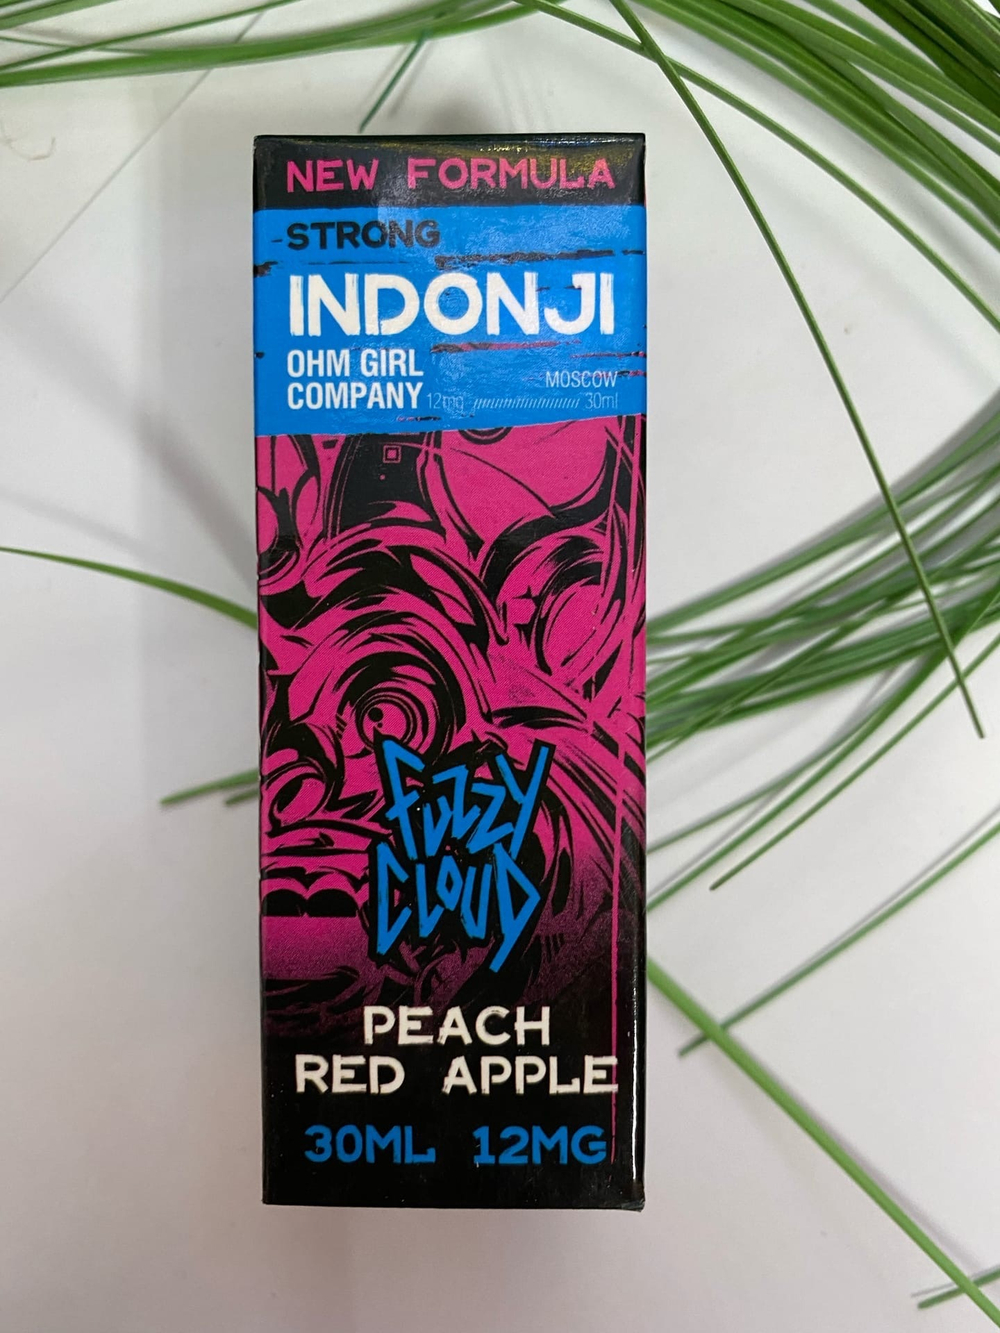 NEW FORMULA
STRONG
INDONJI
OHM GIRL
COMPANY
MOSCOW
12mg 30ml
FUZZY
CLOUD
PEACH
RED APPLE
30ML 12MG